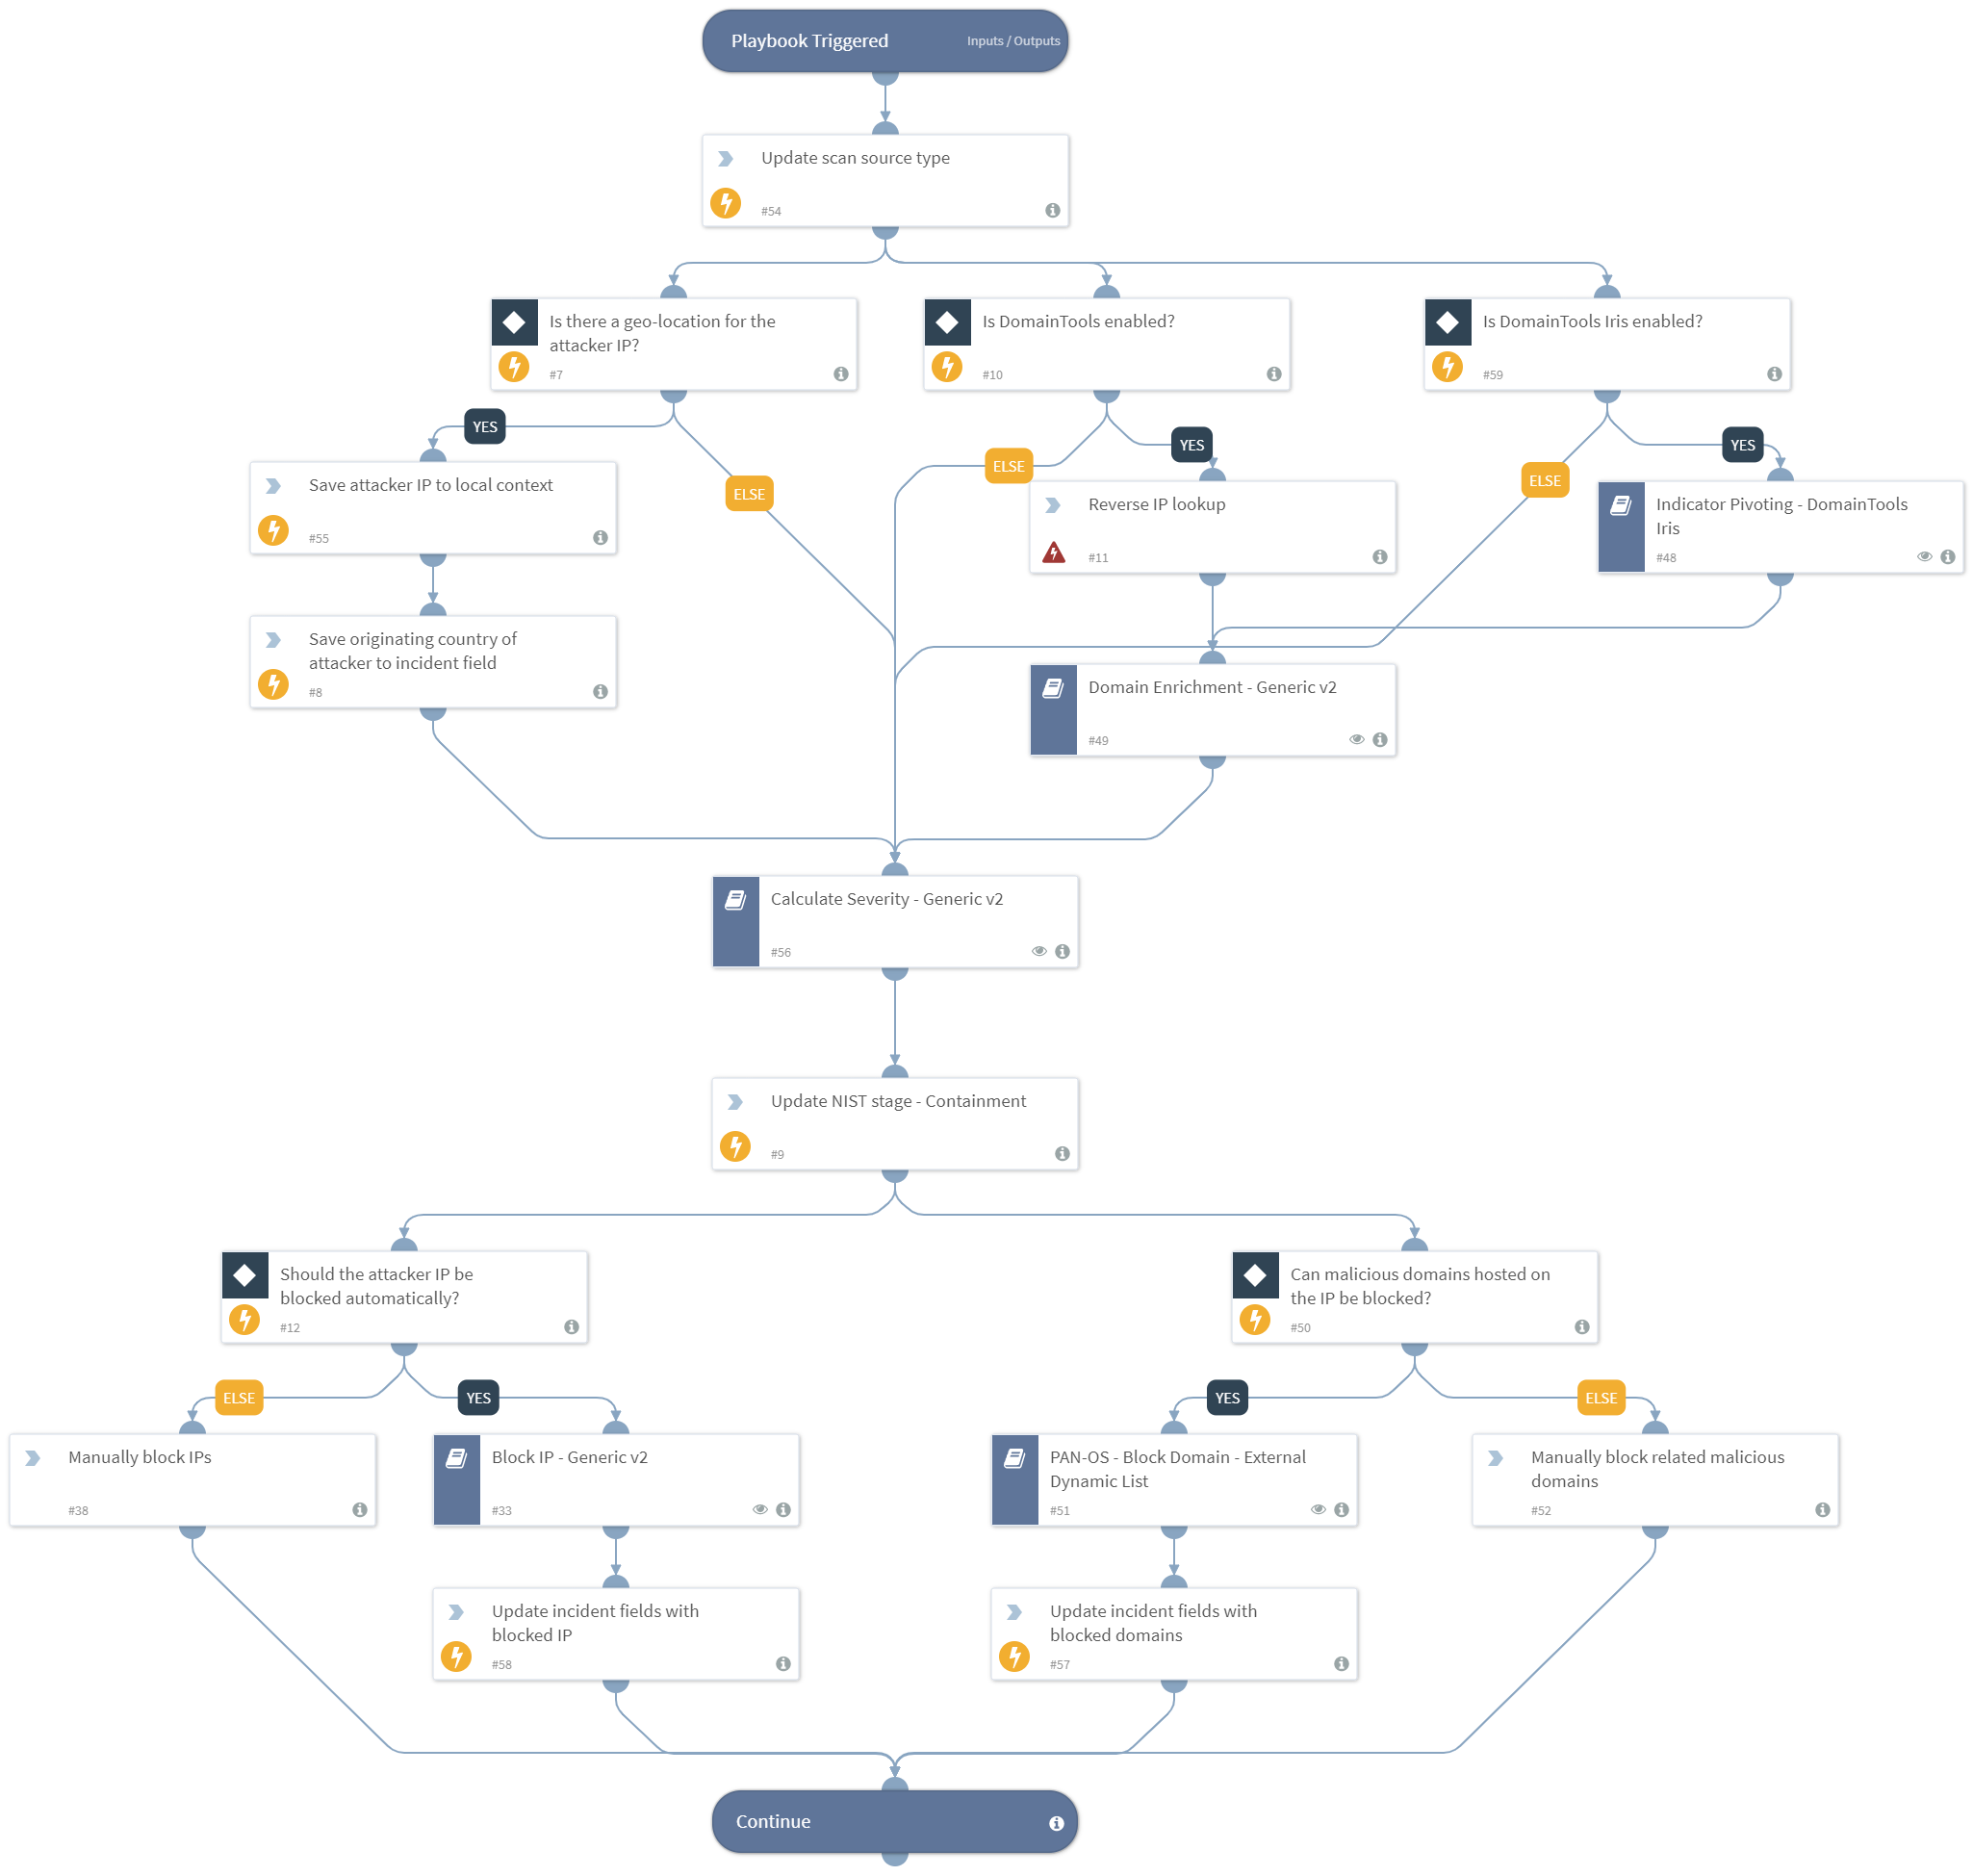 Playbook Triggered
Inputs / Outputs
Update scan source type
#54
Is there a geo-location for the
attacker IP?
#7
Is DomainTools enabled?
#10
Is DomainTools Iris enabled?
#59
YES
ELSE
ELSE
YES
ELSE
YES
Save attacker IP to local context
#55
Reverse IP lookup
#11
Indicator Pivoting - DomainTools
Iris
#48
Save originating country of
attacker to incident field
#8
Domain Enrichment - Generic v2
#49
Calculate Severity - Generic v2
#56
Update NIST stage - Containment
#9
Should the attacker IP be
blocked automatically?
#12
Can malicious domains hosted on
the IP be blocked?
#50
ELSE
YES
YES
ELSE
Manually block IPs
#38
Block IP - Generic v2
#33
PAN-OS - Block Domain - External
Dynamic List
#51
Manually block related malicious
domains
#52
Update incident fields with
blocked IP
#58
Update incident fields with
blocked domains
#57
Continue